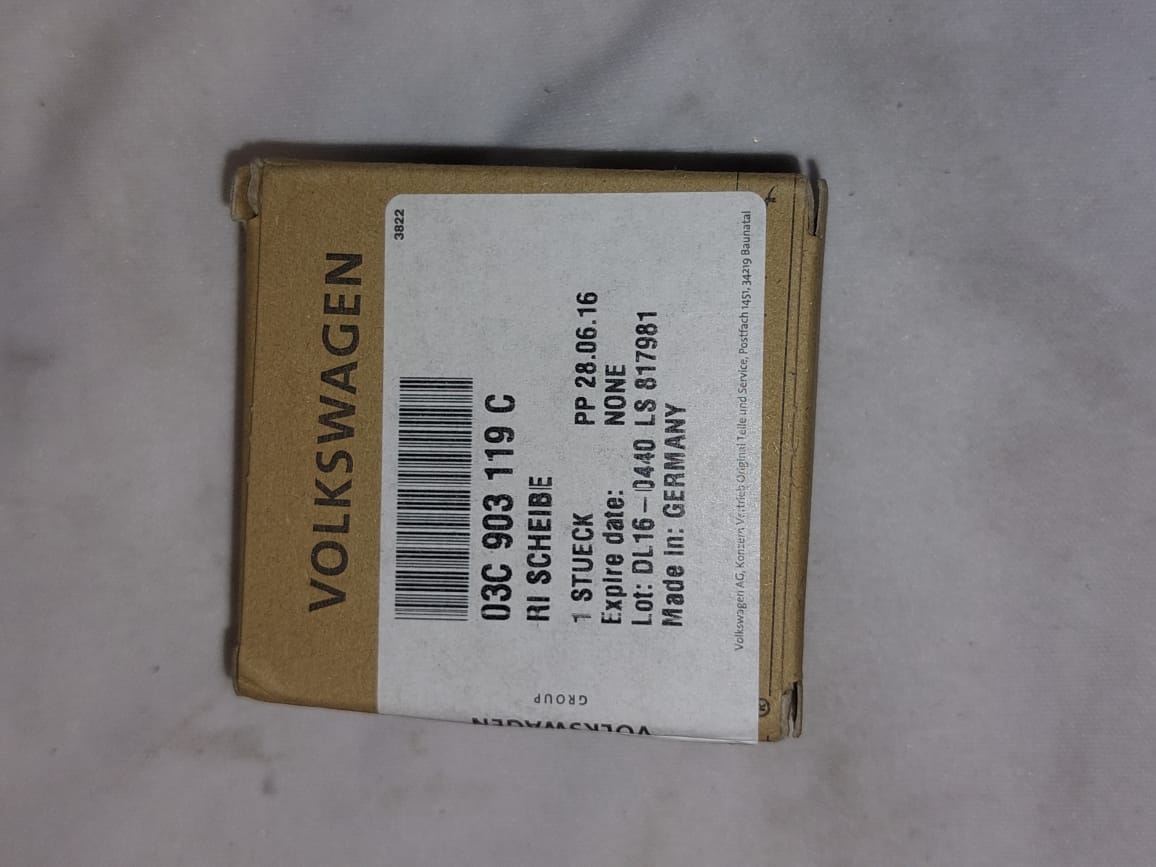 VOLKSWAGEN
3822
03C 903 119 C
RI SCHEIBE
1 STUECK PP 28.06.16
Expire date: NONE
Lot: DL16-0440 LS 817981
Made in: GERMANY
Volkswagen AG, Konzern Vertrieb Original Teile und Service, Postfach 1451, 34219 Baunatal
VOLKSWAGEN
GROUP
®